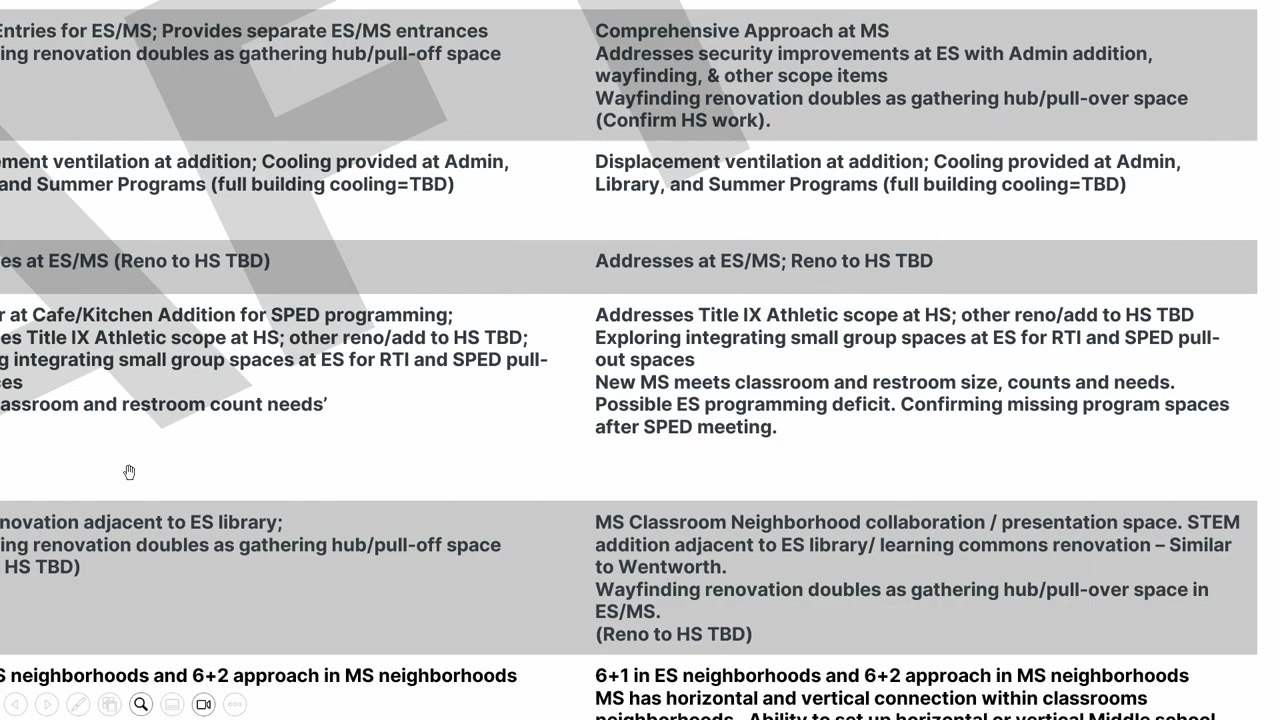 Entries for ES/MS; Provides separate ES/MS entrances
ing renovation doubles as gathering hub/pull-off space
Comprehensive Approach at MS
Addresses security improvements at ES with Admin addition,
wayfinding, & other scope items
Wayfinding renovation doubles as gathering hub/pull-over space
(Confirm HS work).
ement ventilation at addition; Cooling provided at Admin,
and Summer Programs (full building cooling=TBD)
Displacement ventilation at addition; Cooling provided at Admin,
Library, and Summer Programs (full building cooling=TBD)
es at ES/MS (Reno to HS TBD)
Addresses at ES/MS; Reno to HS TBD
r at Cafe/Kitchen Addition for SPED programming;
es Title IX Athletic scope at HS; other reno/add to HS TBD;
g integrating small group spaces at ES for RTI and SPED pull-
ces
assroom and restroom count needs’
Addresses Title IX Athletic scope at HS; other reno/add to HS TBD
Exploring integrating small group spaces at ES for RTI and SPED pull-
out spaces
New MS meets classroom and restroom size, counts and needs.
Possible ES programming deficit. Confirming missing program spaces
after SPED meeting.
novation adjacent to ES library;
ing renovation doubles as gathering hub/pull-off space
HS TBD)
MS Classroom Neighborhood collaboration / presentation space. STEM
addition adjacent to ES library/ learning commons renovation – Similar
to Wentworth.
Wayfinding renovation doubles as gathering hub/pull-over space in
ES/MS.
(Reno to HS TBD)
S neighborhoods and 6+2 approach in MS neighborhoods
6+1 in ES neighborhoods and 6+2 approach in MS neighborhoods
MS has horizontal and vertical connection within classrooms
neighborhoods. Ability to set up horizontal or vertical Middle school
AFT